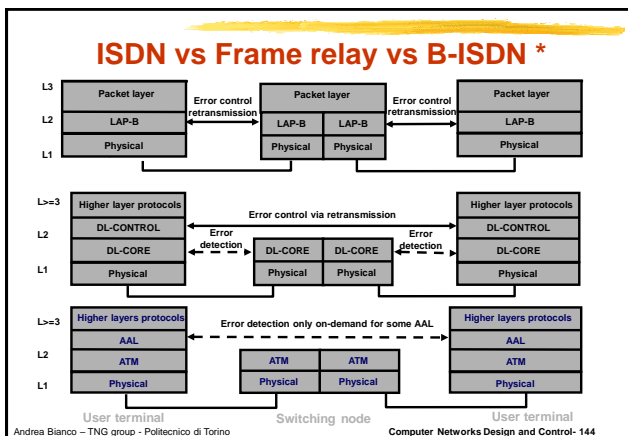 ISDN vs Frame relay vs B-ISDN *
L3
Packet layer
Packet layer
Packet layer
Error control
retransmission
Error control
retransmission
L2
LAP-B
LAP-B
LAP-B
LAP-B
L1
Physical
Physical
Physical
Physical
L>=3
Higher layer protocols
Higher layer protocols
Error control via retransmission
L2
DL-CONTROL
DL-CONTROL
Error
detection
Error
detection
DL-CORE
DL-CORE
DL-CORE
DL-CORE
L1
Physical
Physical
Physical
Physical
L>=3
Higher layers protocols
Error detection only on-demand for some AAL
Higher layers protocols
AAL
AAL
L2
ATM
ATM
ATM
ATM
L1
Physical
Physical
Physical
Physical
User terminal
Switching node
User terminal
Andrea Bianco – TNG group - Politecnico di Torino
Computer Networks Design and Control- 144